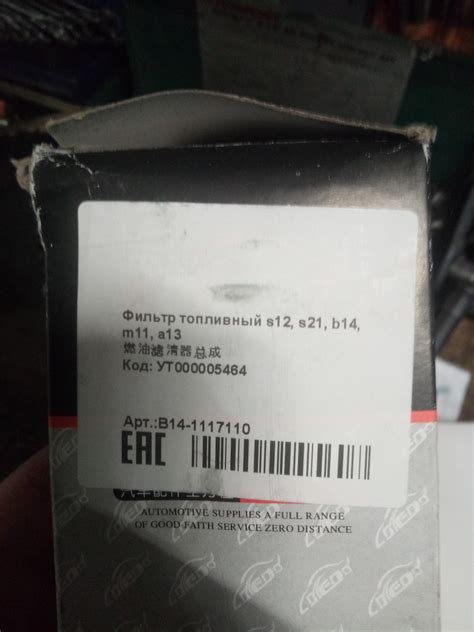 Фильтр топливный s12, s21, b14,
m11, a13
燃油滤清器总成
Код: УТ000005464
Арт.:B14-1117110
EAC
AUTOMOTIVE SUPPLIES A FULL RANGE
OF GOOD FAITH SERVICE ZERO DISTANCE